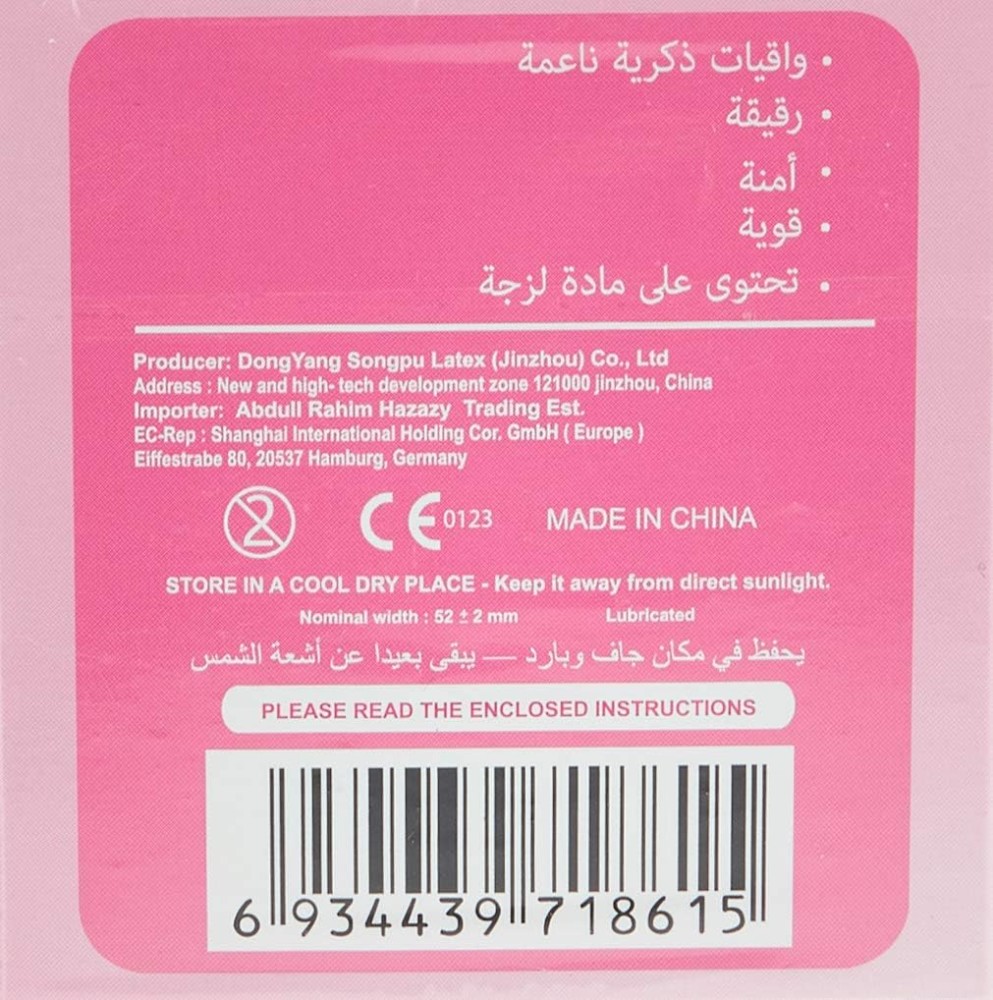 • واقيات ذكرية ناعمة
• رقيقة
• أمنة
• قوية
• تحتوى على مادة لزجة
Producer: DongYang Songpu Latex (Jinzhou) Co., Ltd
Address : New and high- tech development zone 121000 jinzhou, China
Importer: Abdull Rahim Hazazy Trading Est.
EC-Rep : Shanghai International Holding Cor. GmbH ( Europe )
Eiffestrabe 80, 20537 Hamburg, Germany
2 CE 0123 MADE IN CHINA
STORE IN A COOL DRY PLACE - Keep it away from direct sunlight.
Nominal width : 52 ± 2 mm Lubricated
يحفظ في مكان جاف وبارد — يبقى بعيدا عن أشعة الشمس
PLEASE READ THE ENCLOSED INSTRUCTIONS
6 934439 718615